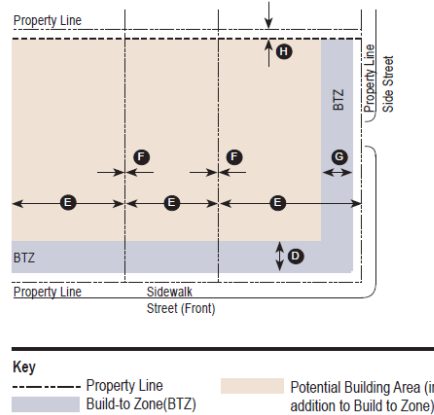 Property Line
H
BTZ
Property Line
Side Street
F
F
G
E
E
E
BTZ
D
Property Line
Sidewalk
Street (Front)
Key
Property Line
Build-to Zone(BTZ)
Potential Building Area (in
addition to Build to Zone)